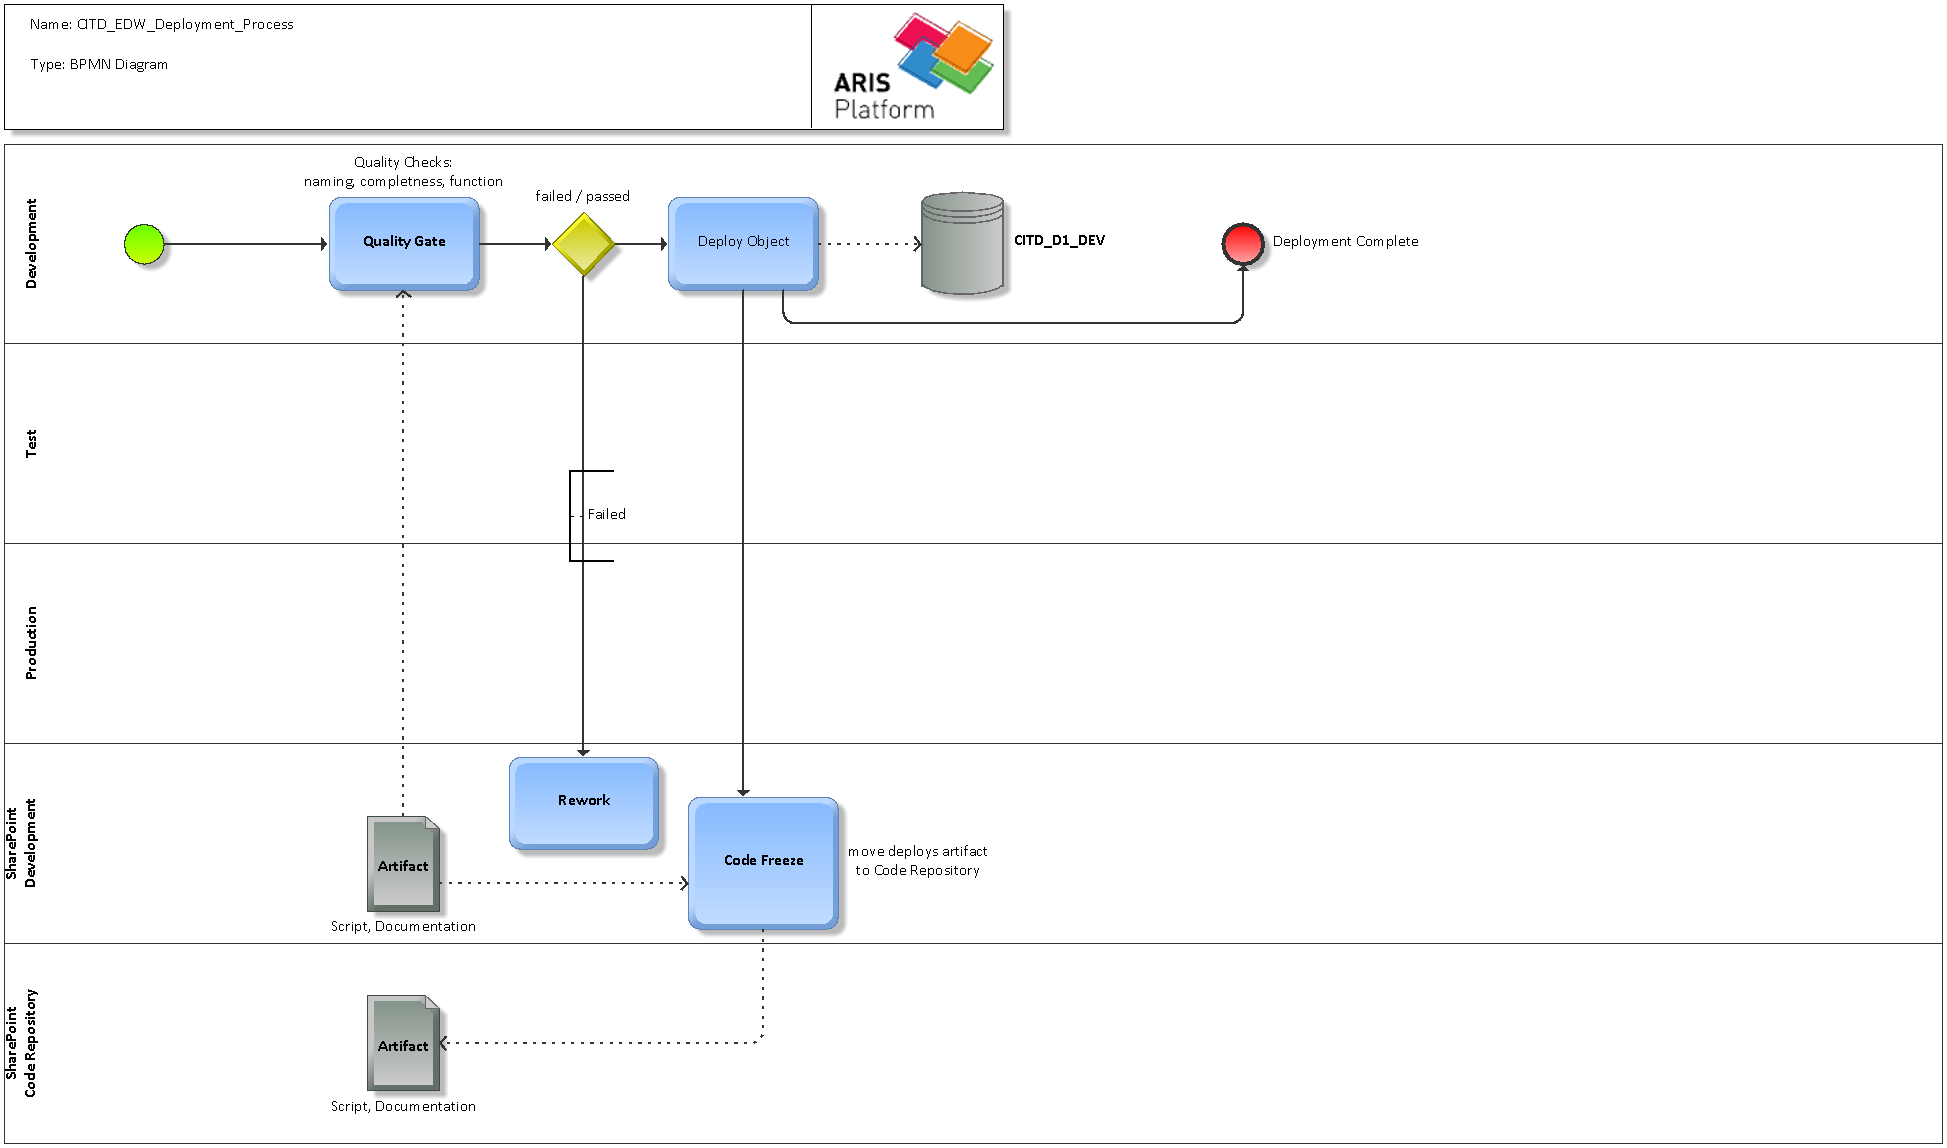 Name: CITD_EDW_Deployment_Process
Type: BPMN Diagram
ARIS
Platform
Development
Quality Checks:
naming, completness, function
Quality Gate
failed / passed
Deploy Object
CITD_D1_DEV
Deployment Complete
Test
Failed
Production
SharePoint
Development
Rework
Artifact
Script, Documentation
Code Freeze
move deploys artifact
to Code Repository
SharePoint
Code Repository
Artifact
Script, Documentation